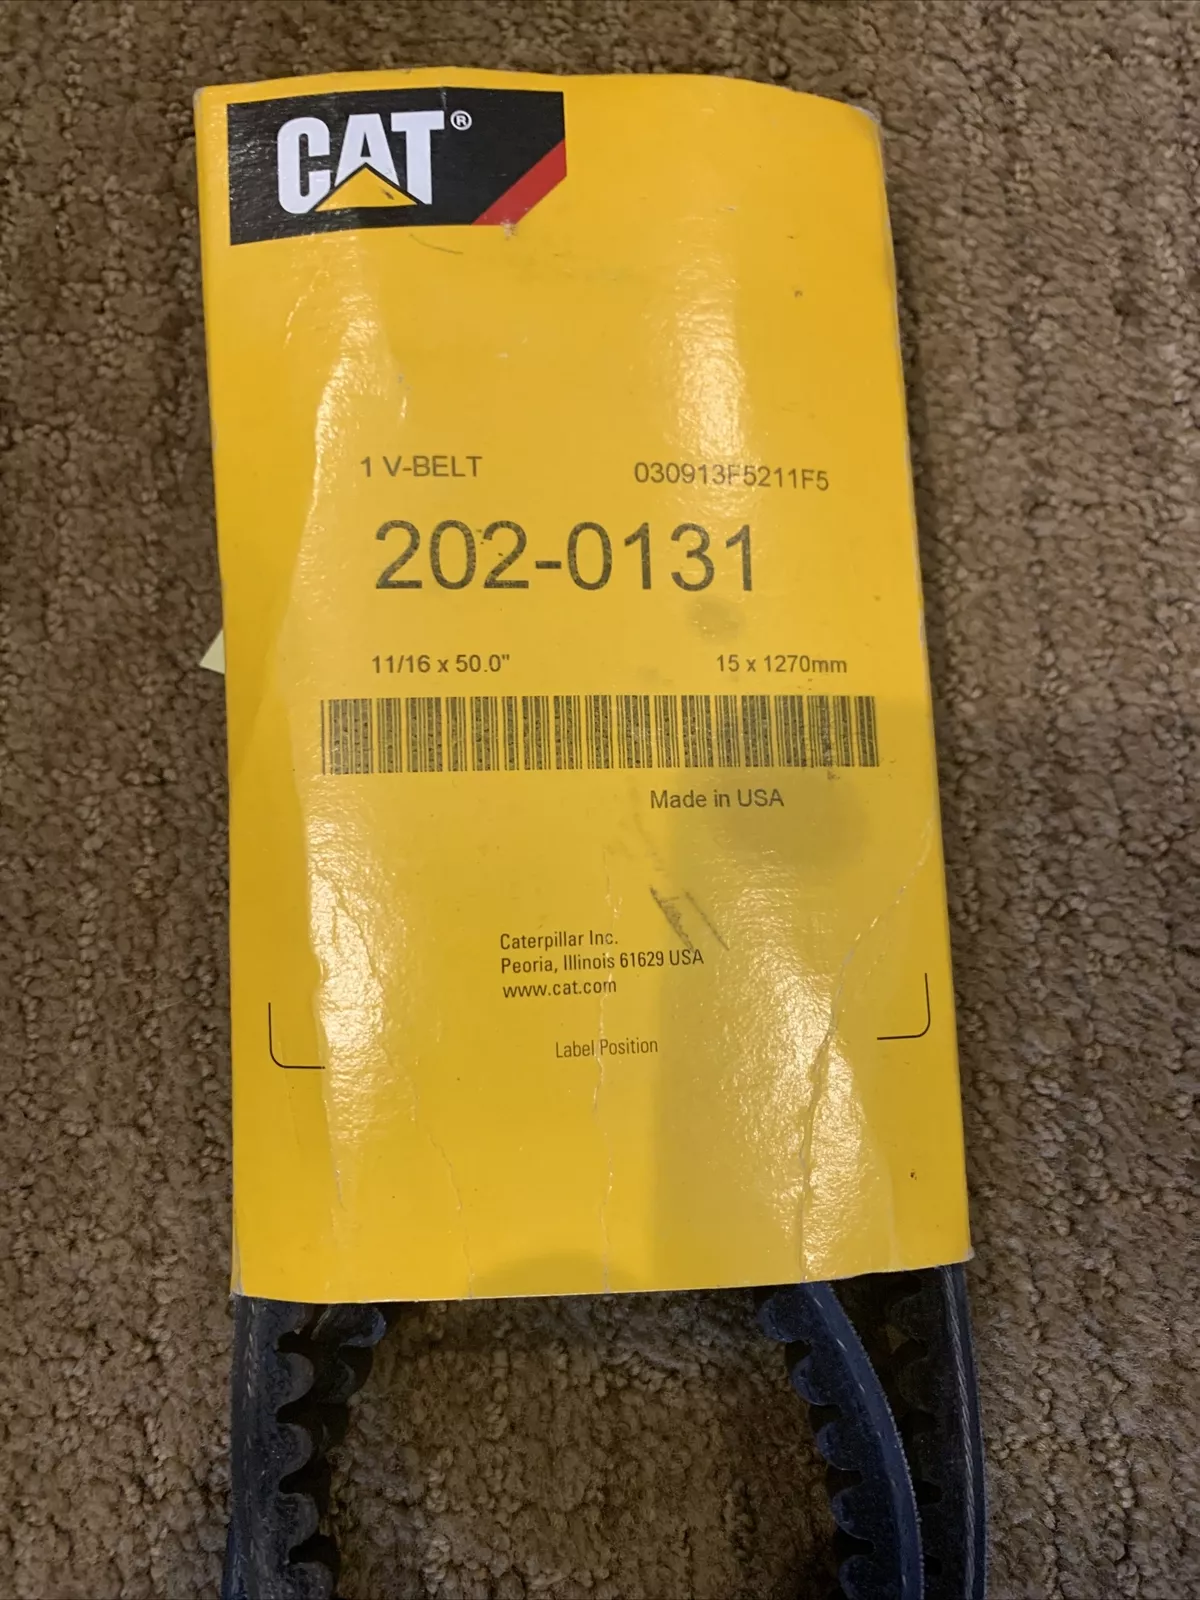 CAT®
1 V-BELT 030913F5211F5
202-0131
11/16 x 50.0" 15 x 1270mm
Made in USA
Caterpillar Inc.
Peoria, Illinois 61629 USA
www.cat.com
Label Position